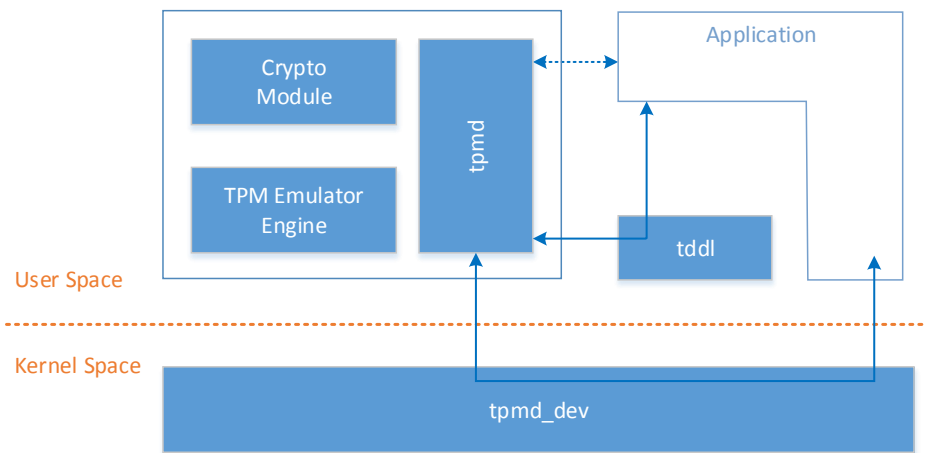 Application
Crypto
Module
tpmd
TPM Emulator
Engine
tddl
User Space
Kernel Space
tpmd_dev